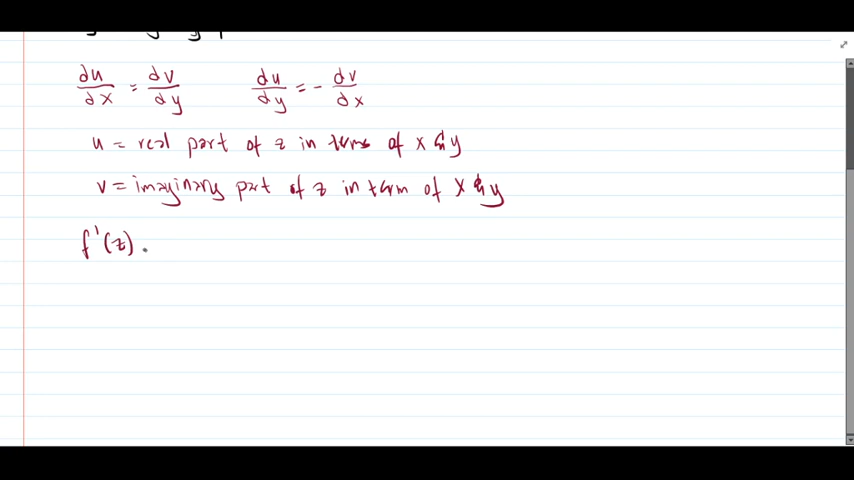 du/dx = dv/dy du/dy = - dv/dx
u = real part of z in terms of x & y
v = imaginary part of z in term of x & y
f'(z)